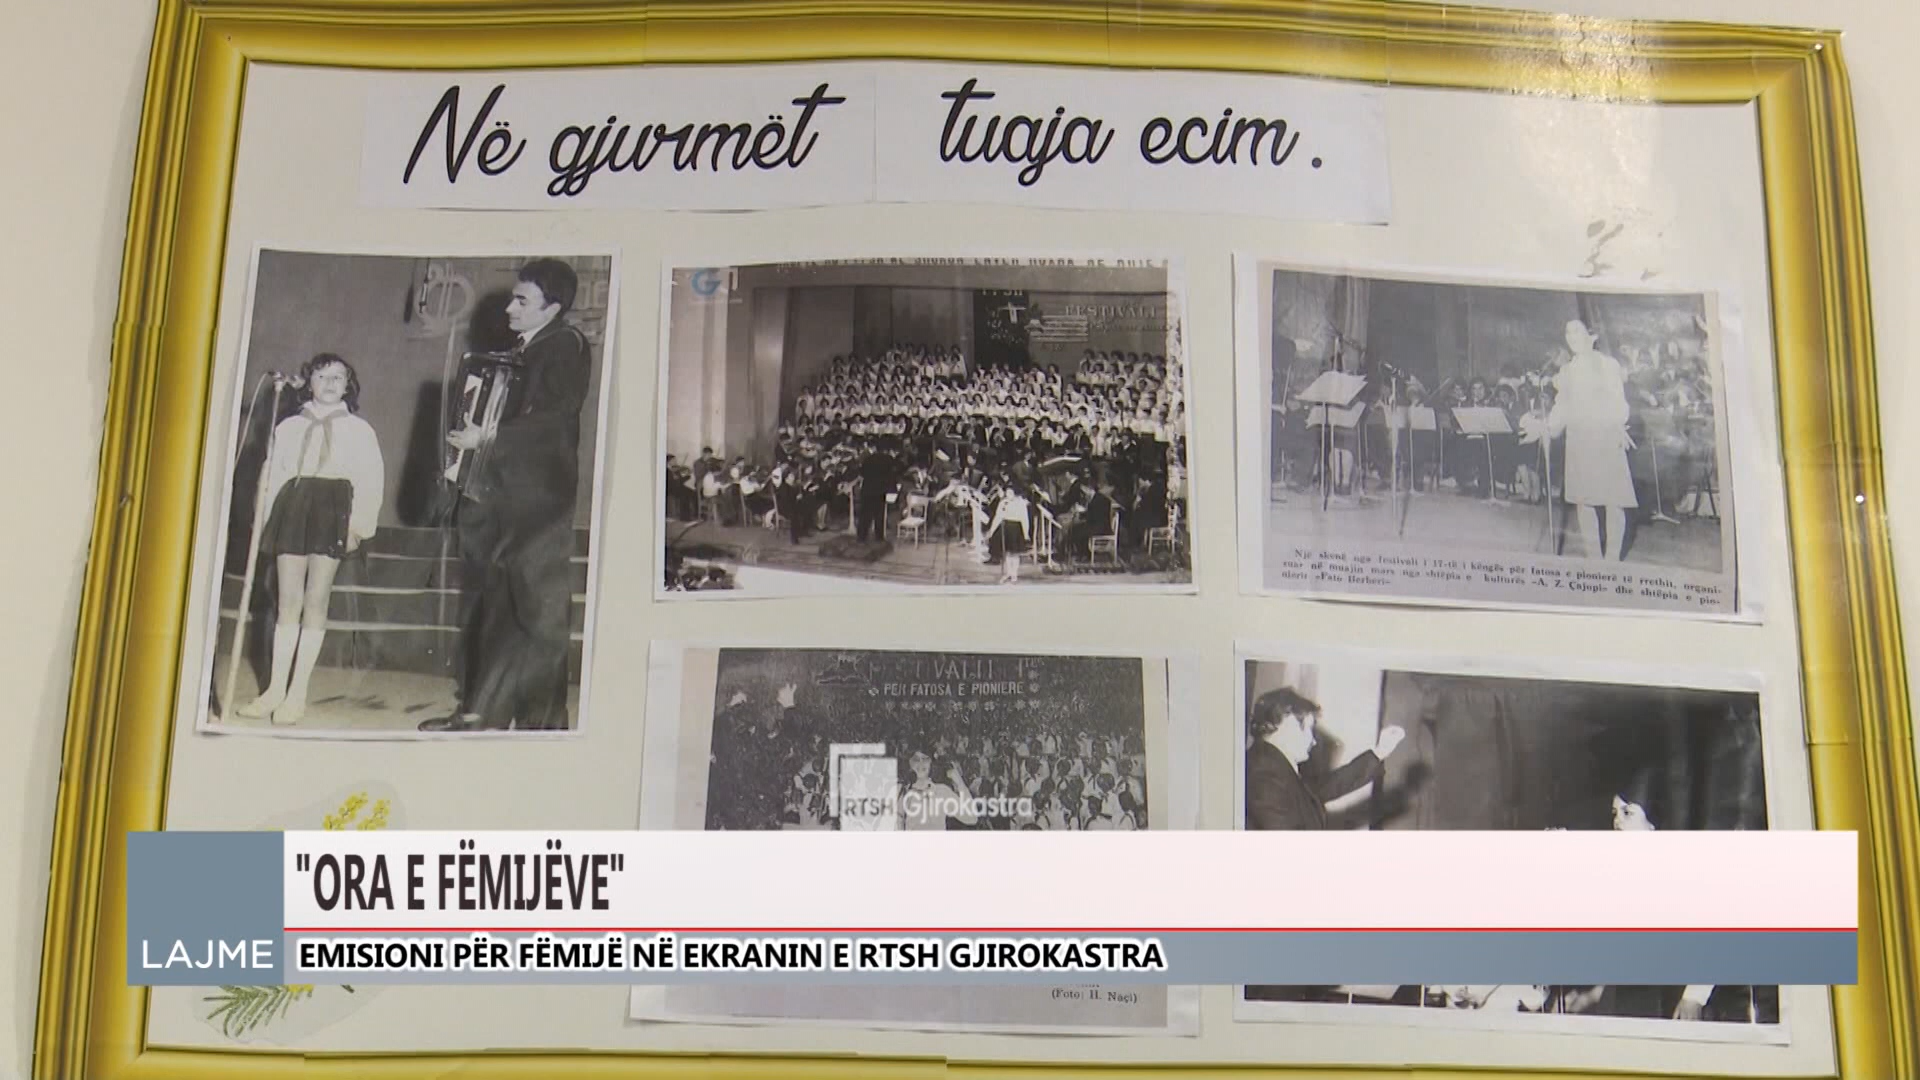 Në gjurmët tuaja ecim.
FESTIVALI
Një skenë nga festivali i 17-të i këngës për fatosa e pionierë të rrethit, organi-
zuar në muajin mars nga shtëpia e kulturës «A. Z. Çajupi» dhe shtëpia e pio-
nierit «Fato Berberi»
PËR FATOSA E PIONIERË
RTSH Gjirokastra
"ORA E FËMIJËVE"
LAJME
EMISIONI PËR FËMIJË NË EKRANIN E RTSH GJIROKASTRA
(Foto: H. Naçi)